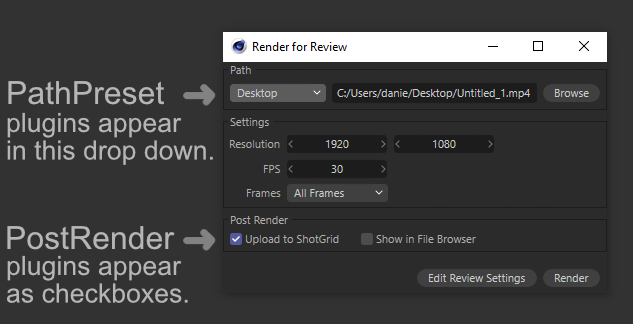 Render for Review
Path
PathPreset
plugins appear
in this drop down.
Desktop C:/Users/danie/Desktop/Untitled_1.mp4 Browse
Settings
Resolution 1920 1080
FPS 30
Frames All Frames
Post Render
PostRender
plugins appear
as checkboxes.
Upload to ShotGrid Show in File Browser
Edit Review Settings Render